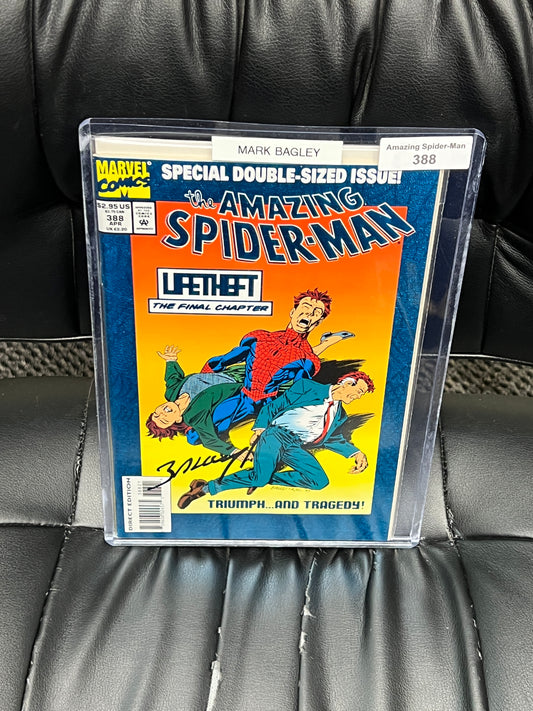 MARK BAGLEY
Amazing Spider-Man
388
MARVEL
COMICS
SPECIAL DOUBLE-SIZED ISSUE!
$2.95 US
388
APR
the AMAZING
SPIDER-MAN
LIFETHEFT
THE FINAL CHAPTER
DIRECT EDITION
TRIUMPH...AND TRAGEDY!